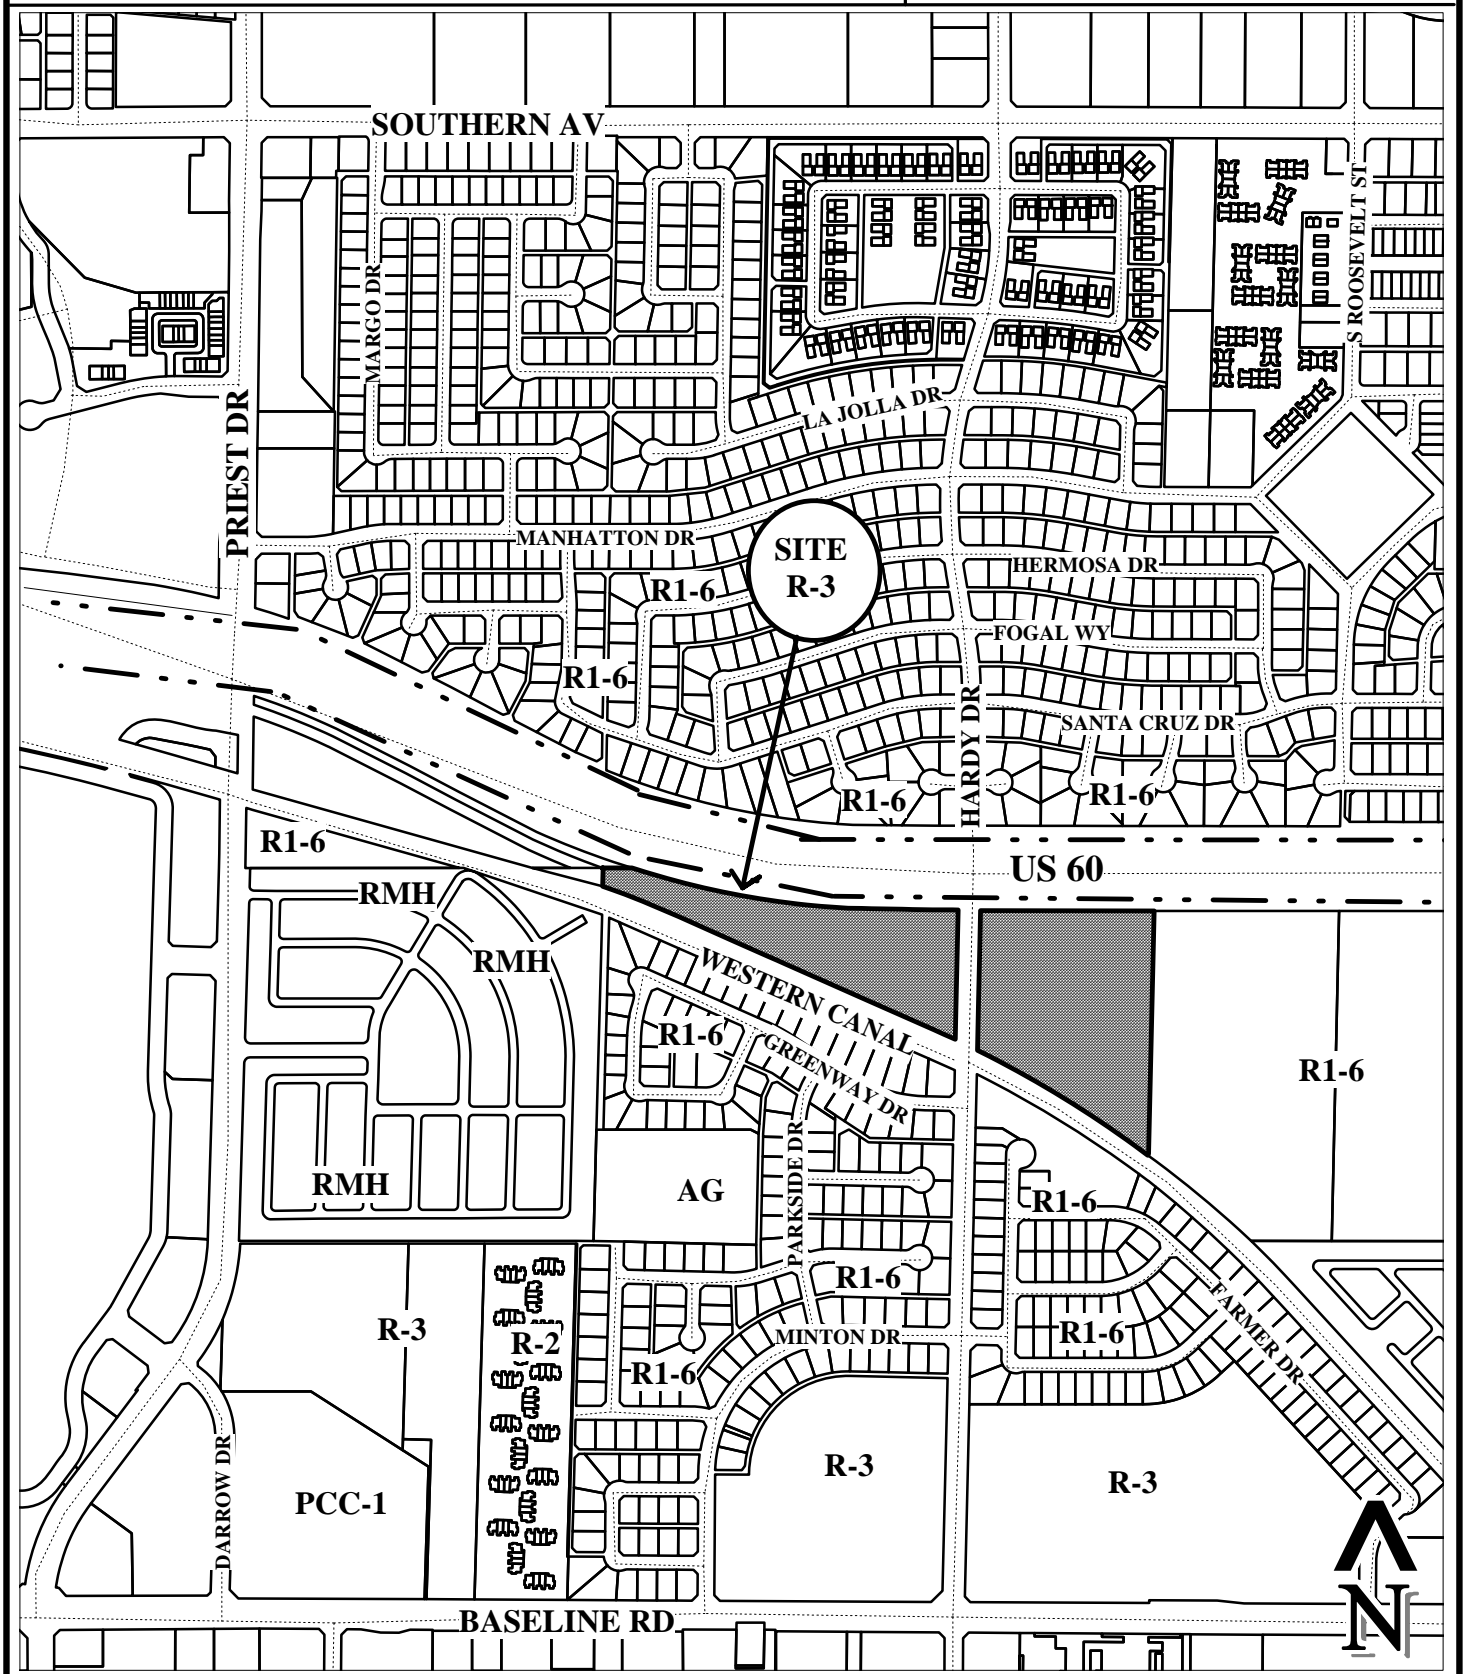 SOUTHERN AV
S ROOSEVELT ST
MARGO DR
LA JOLLA DR
PRIEST DR
MANHATTON DR
SITE
R-3
HERMOSA DR
R1-6
FOGAL WY
R1-6
HARDY DR
SANTA CRUZ DR
R1-6
R1-6
R1-6
US 60
RMH
RMH
WESTERN CANAL
R1-6
GREENWAY DR
R1-6
RMH
AG
PARKSIDE DR
R1-6
R1-6
FARMER DR
R-3
R-2
MINTON DR
R1-6
R1-6
R-3
R-3
PCC-1
DARROW DR
BASELINE RD
N